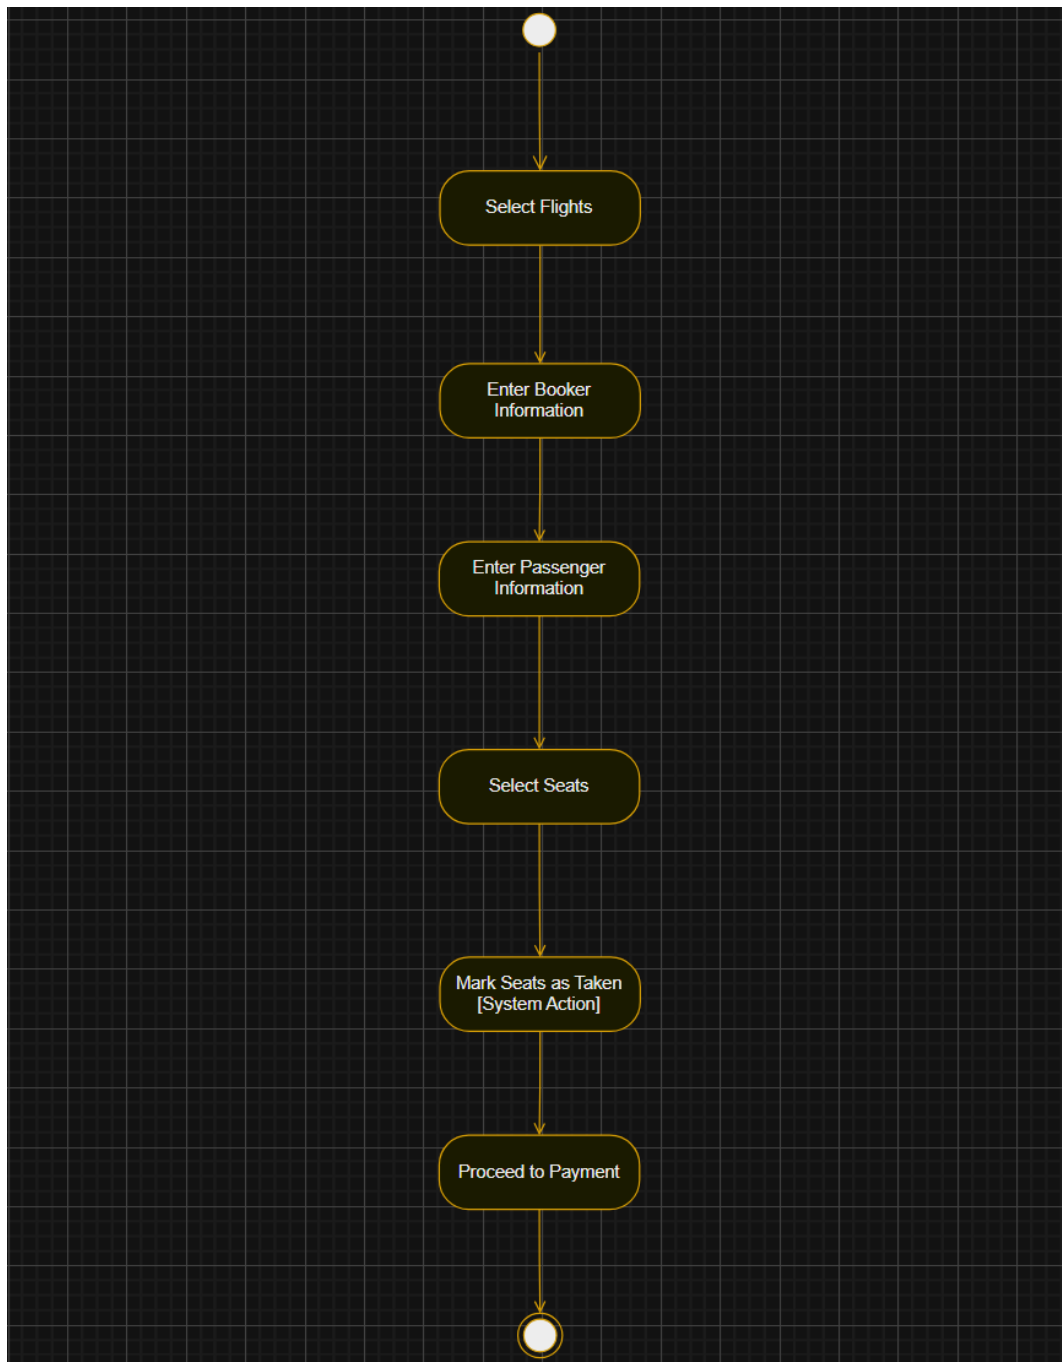 Select Flights
Enter Booker
Information
Enter Passenger
Information
Select Seats
Mark Seats as Taken
[System Action]
Proceed to Payment